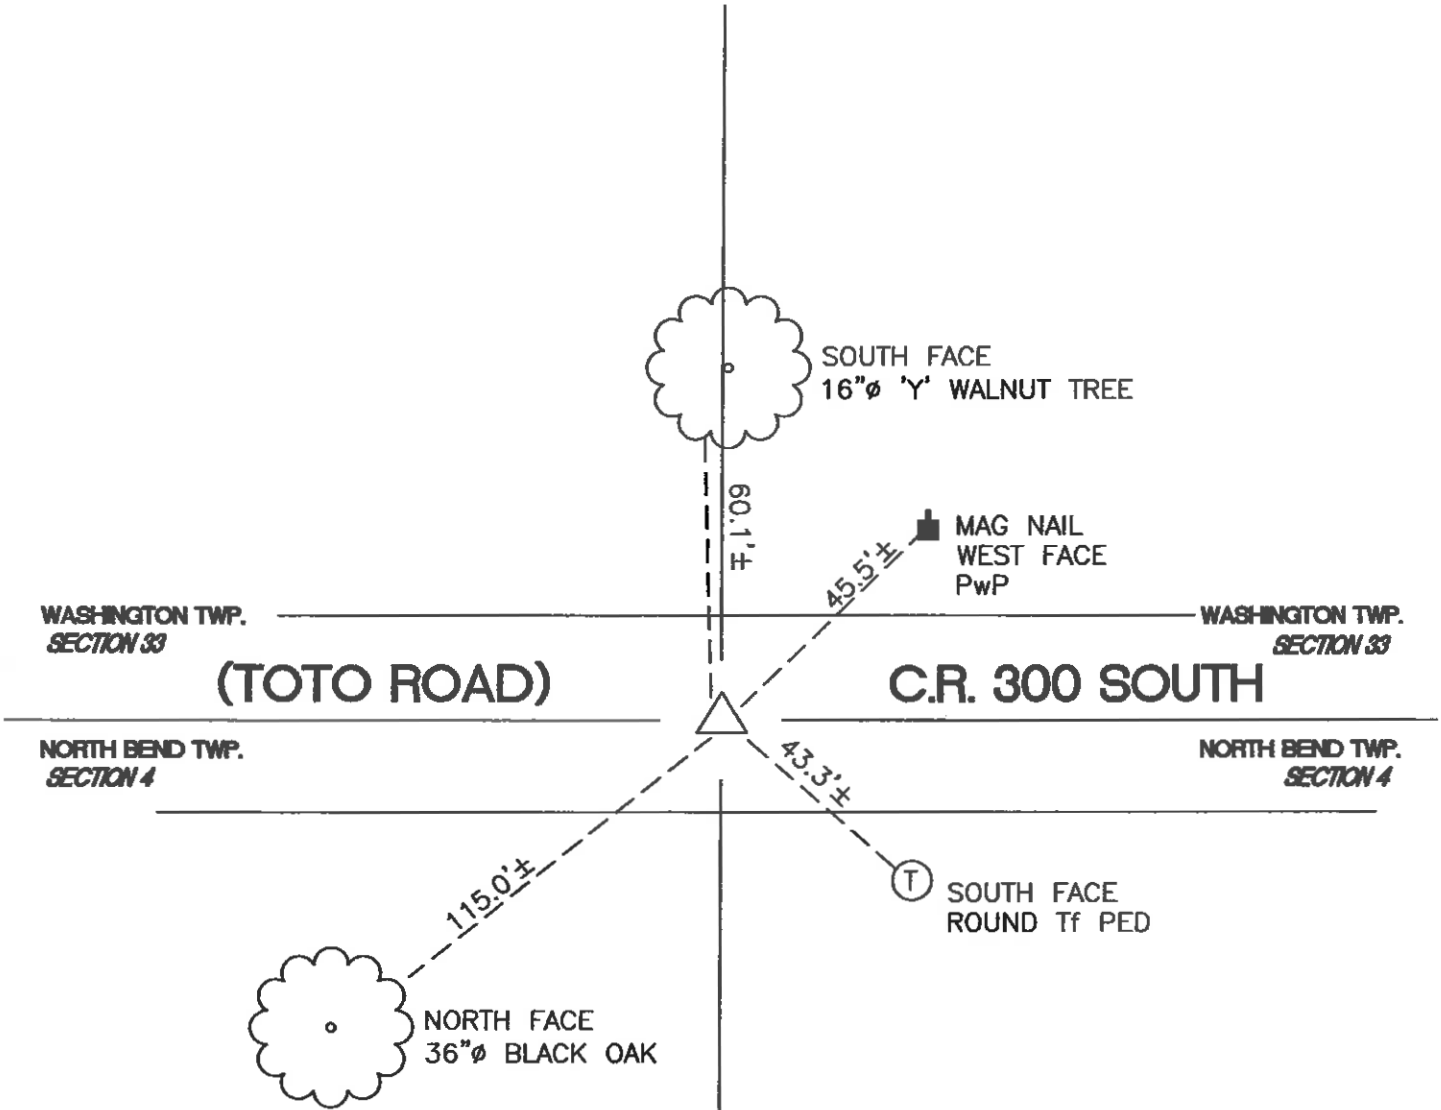 SOUTH FACE
16"ø 'Y' WALNUT TREE
60.1'±
MAG NAIL
WEST FACE
PwP
45.5'±
WASHINGTON TWP.
SECTION 33
WASHINGTON TWP.
SECTION 33
(TOTO ROAD)
C.R. 300 SOUTH
NORTH BEND TWP.
SECTION 4
NORTH BEND TWP.
SECTION 4
43.3'±
115.0'±
T
SOUTH FACE
ROUND Tf PED
NORTH FACE
36"ø BLACK OAK